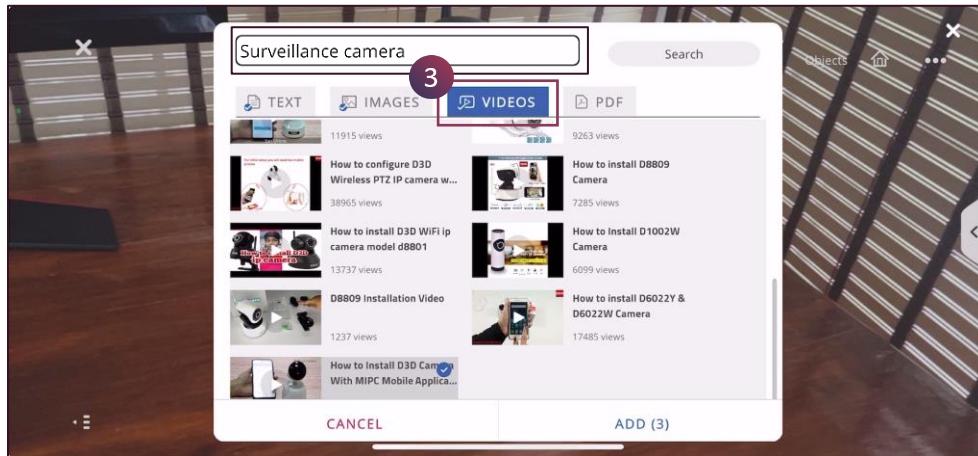 Surveillance camera
Search
Objects
3
TEXT
IMAGES
VIDEOS
PDF
11915 views
9263 views
How to configure D3D
Wireless PTZ IP camera w...
38965 views
How to install D8809
Camera
7285 views
How to install D3D WiFi ip
camera model d8801
13737 views
How to Install D1002W
Camera
6099 views
D8809 Installation Video
1237 views
How to install D6022Y &
D6022W Camera
17485 views
How to Install D3D Camera
With MIPC Mobile Applica...
CANCEL
ADD (3)